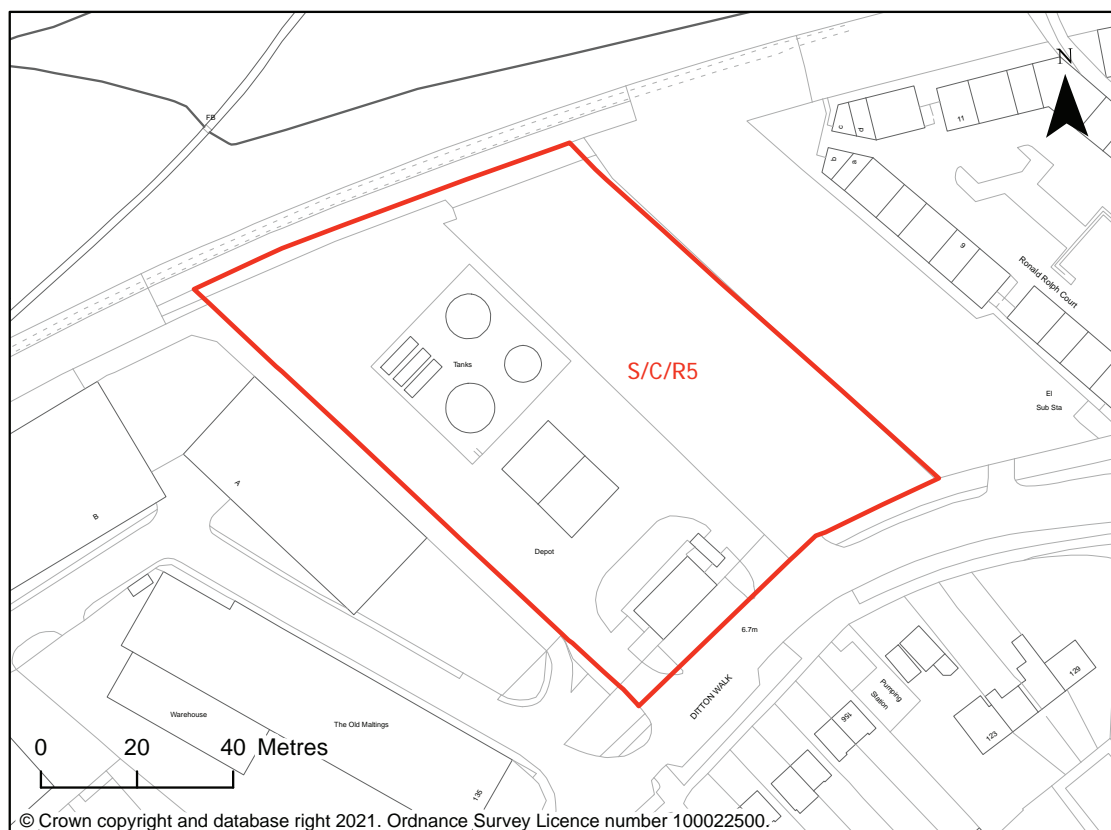 N
FB
c
d
11
b
a
9
Ronald Rolph Court
S/C/R5
Tanks
El
Sub Sta
A
B
Depot
6.7m
DITTON WALK
Pumping
Station
129
123
156
Warehouse
The Old Maltings
135
0 20 40 Metres
© Crown copyright and database right 2021. Ordnance Survey Licence number 100022500.